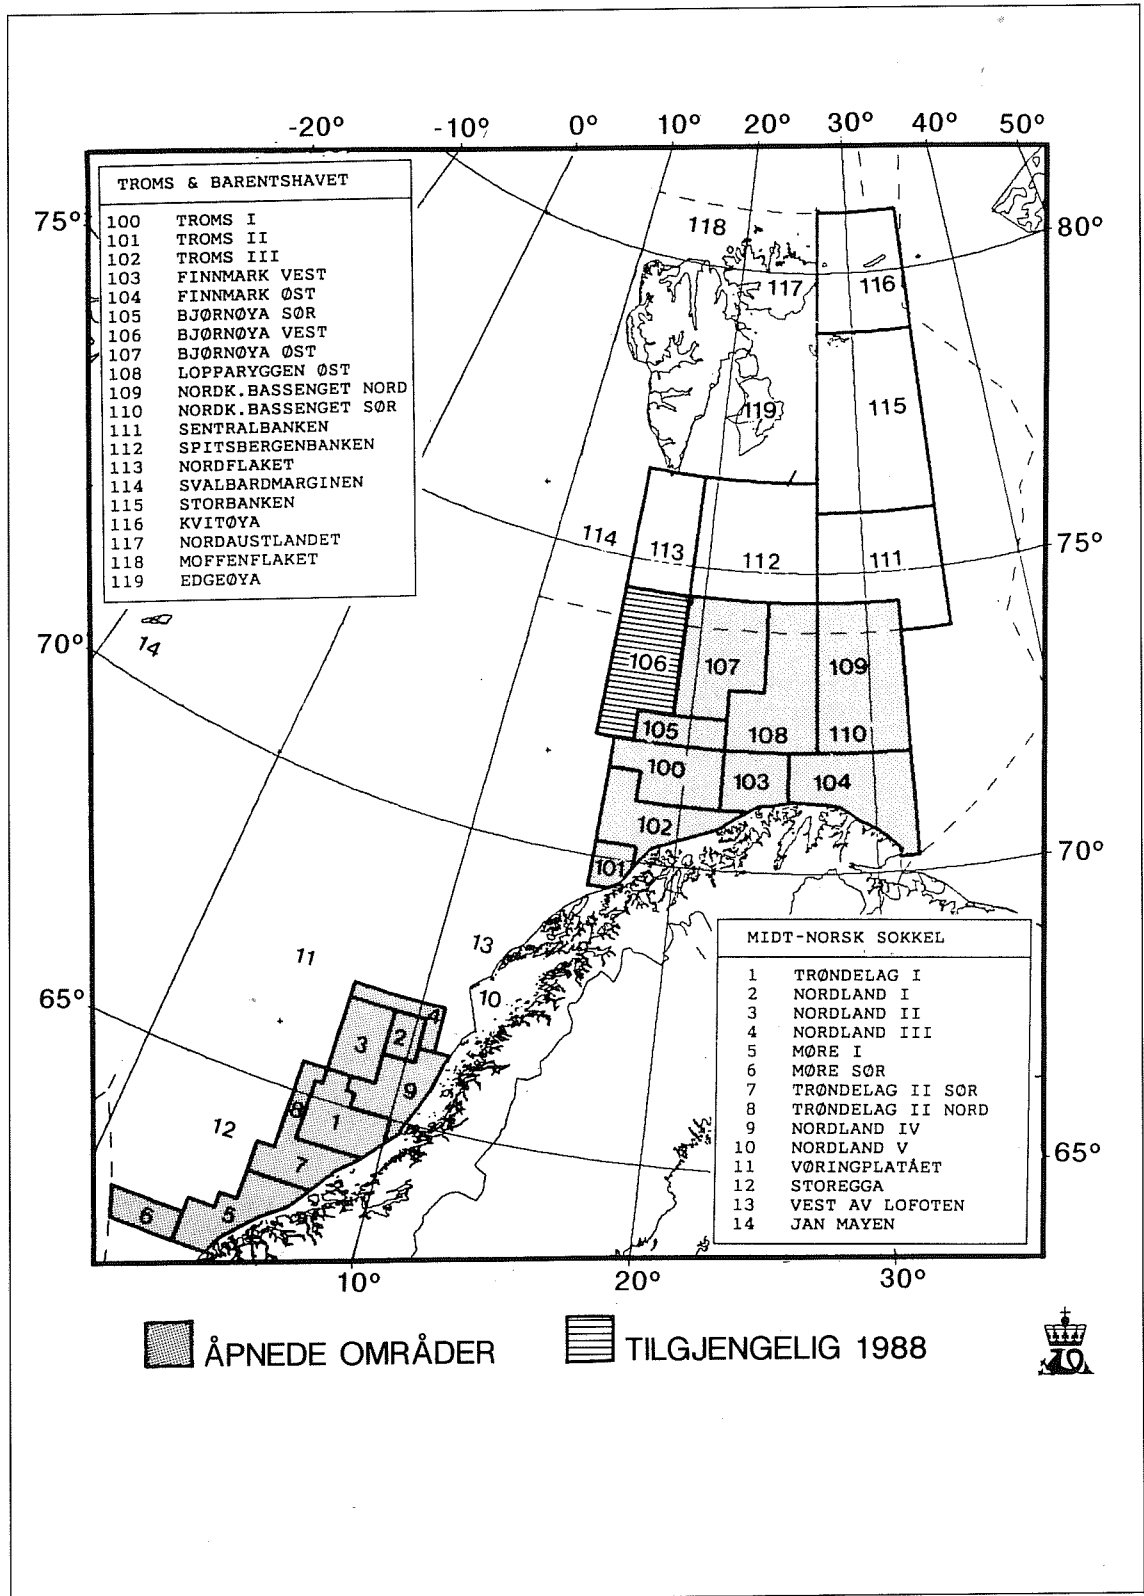 -20° -10° 0° 10° 20° 30° 40° 50°
TROMS & BARENTSHAVET
100 TROMS I
101 TROMS II
102 TROMS III
103 FINNMARK VEST
104 FINNMARK ØST
105 BJØRNØYA SØR
106 BJØRNØYA VEST
107 BJØRNØYA ØST
108 LOPPARYGGEN ØST
109 NORDK.BASSENGET NORD
110 NORDK.BASSENGET SØR
111 SENTRALBANKEN
112 SPITSBERGENBANKEN
113 NORDFLAKET
114 SVALBARDMARGINEN
115 STORBANKEN
116 KVITØYA
117 NORDAUSTLANDET
118 MOFFENFLAKET
119 EDGEØYA
75°
80°
118
117
116
119
115
114
113
112
111
75°
70°
14
106
107
109
105
108
110
100
103
104
102
101
70°
13
11
10
65°
4
2
3
9
8
1
12
7
5
6
MIDT-NORSK SOKKEL
1 TRØNDELAG I
2 NORDLAND I
3 NORDLAND II
4 NORDLAND III
5 MØRE I
6 MØRE SØR
7 TRØNDELAG II SØR
8 TRØNDELAG II NORD
9 NORDLAND IV
10 NORDLAND V
11 VØRINGPLATÅET
12 STOREGGA
13 VEST AV LOFOTEN
14 JAN MAYEN
65°
10° 20° 30°
ÅPNEDE OMRÅDER
TILGJENGELIG 1988